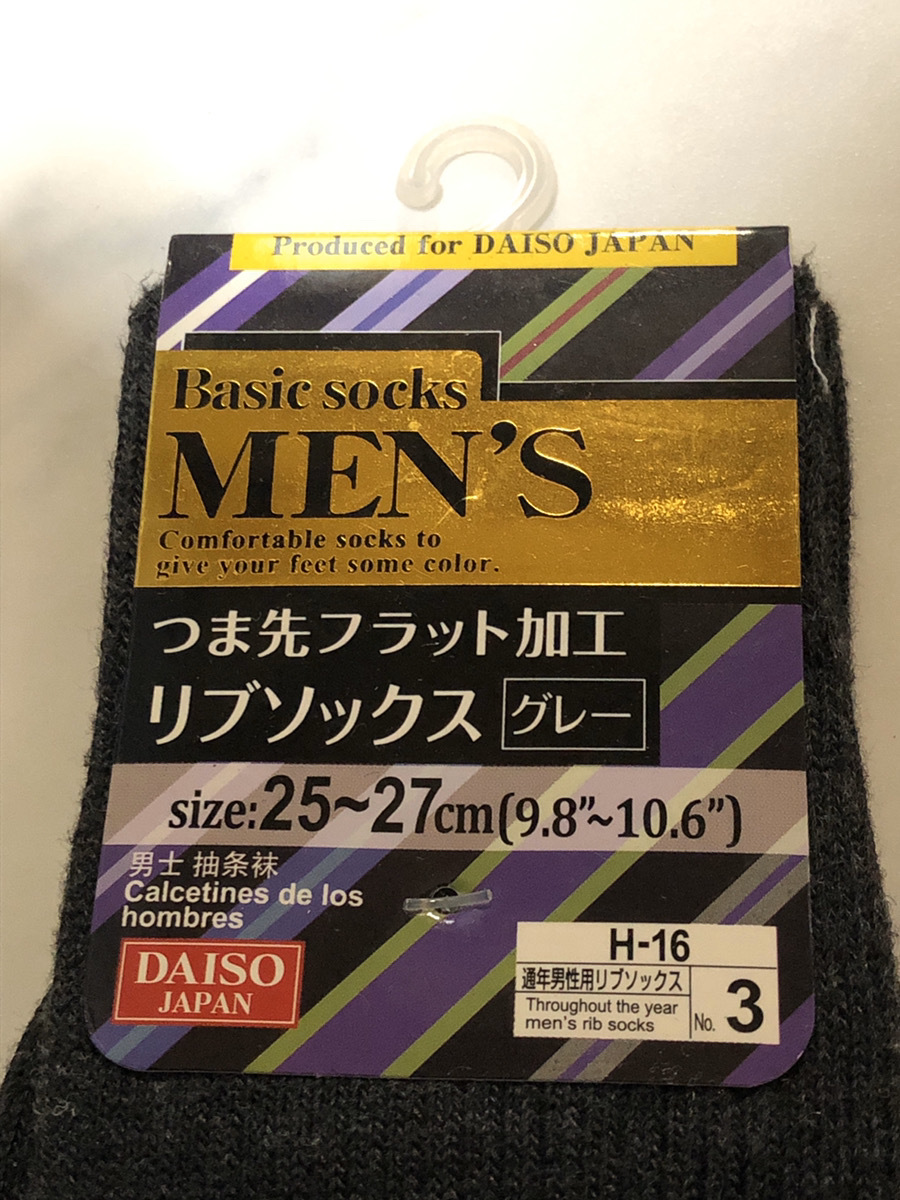 Produced for DAISO JAPAN
Basic socks
MEN'S
Comfortable socks to
give your feet some color.
つま先フラット加工
リブソックス グレー
size:25~27cm(9.8"~10.6")
男士 抽条袜
Calcetines de los
hombres
DAISO
JAPAN
H-16
通年男性用リブソックス
Throughout the year
men's rib socks
No. 3